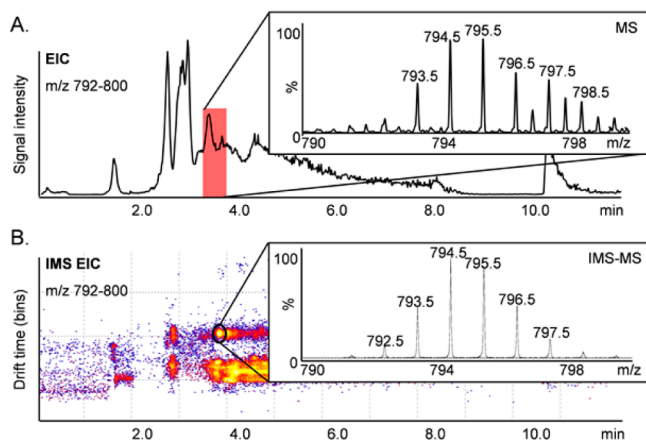 A.
EIC
m/z 792-800
Signal intensity
MS
100
%
0
793.5
794.5
795.5
796.5
797.5
798.5
790
794
798
m/z
2.0
4.0
6.0
8.0
10.0
min
B.
IMS EIC
m/z 792-800
Drift time (bins)
IMS-MS
100
%
0
792.5
793.5
794.5
795.5
796.5
797.5
790
794
798
m/z
2.0
4.0
6.0
8.0
10.0
min